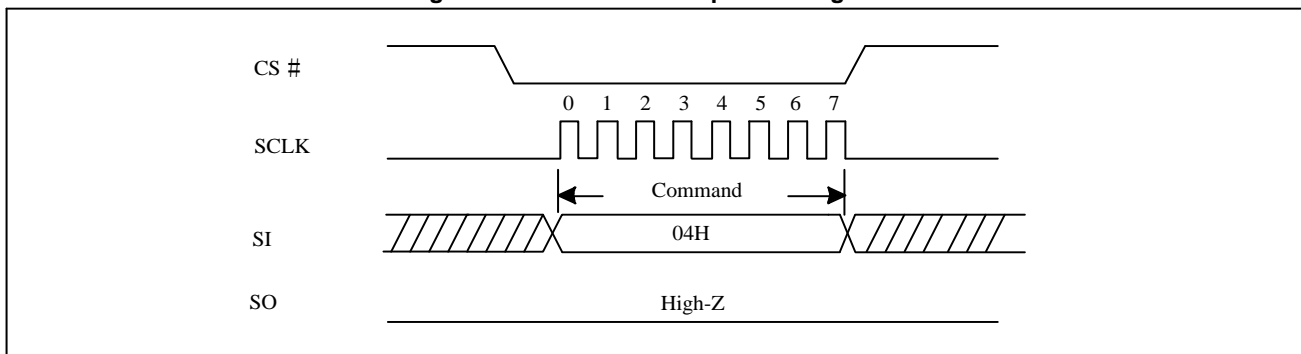 CS #
0 1 2 3 4 5 6 7
SCLK
Command
SI
04H
SO
High-Z